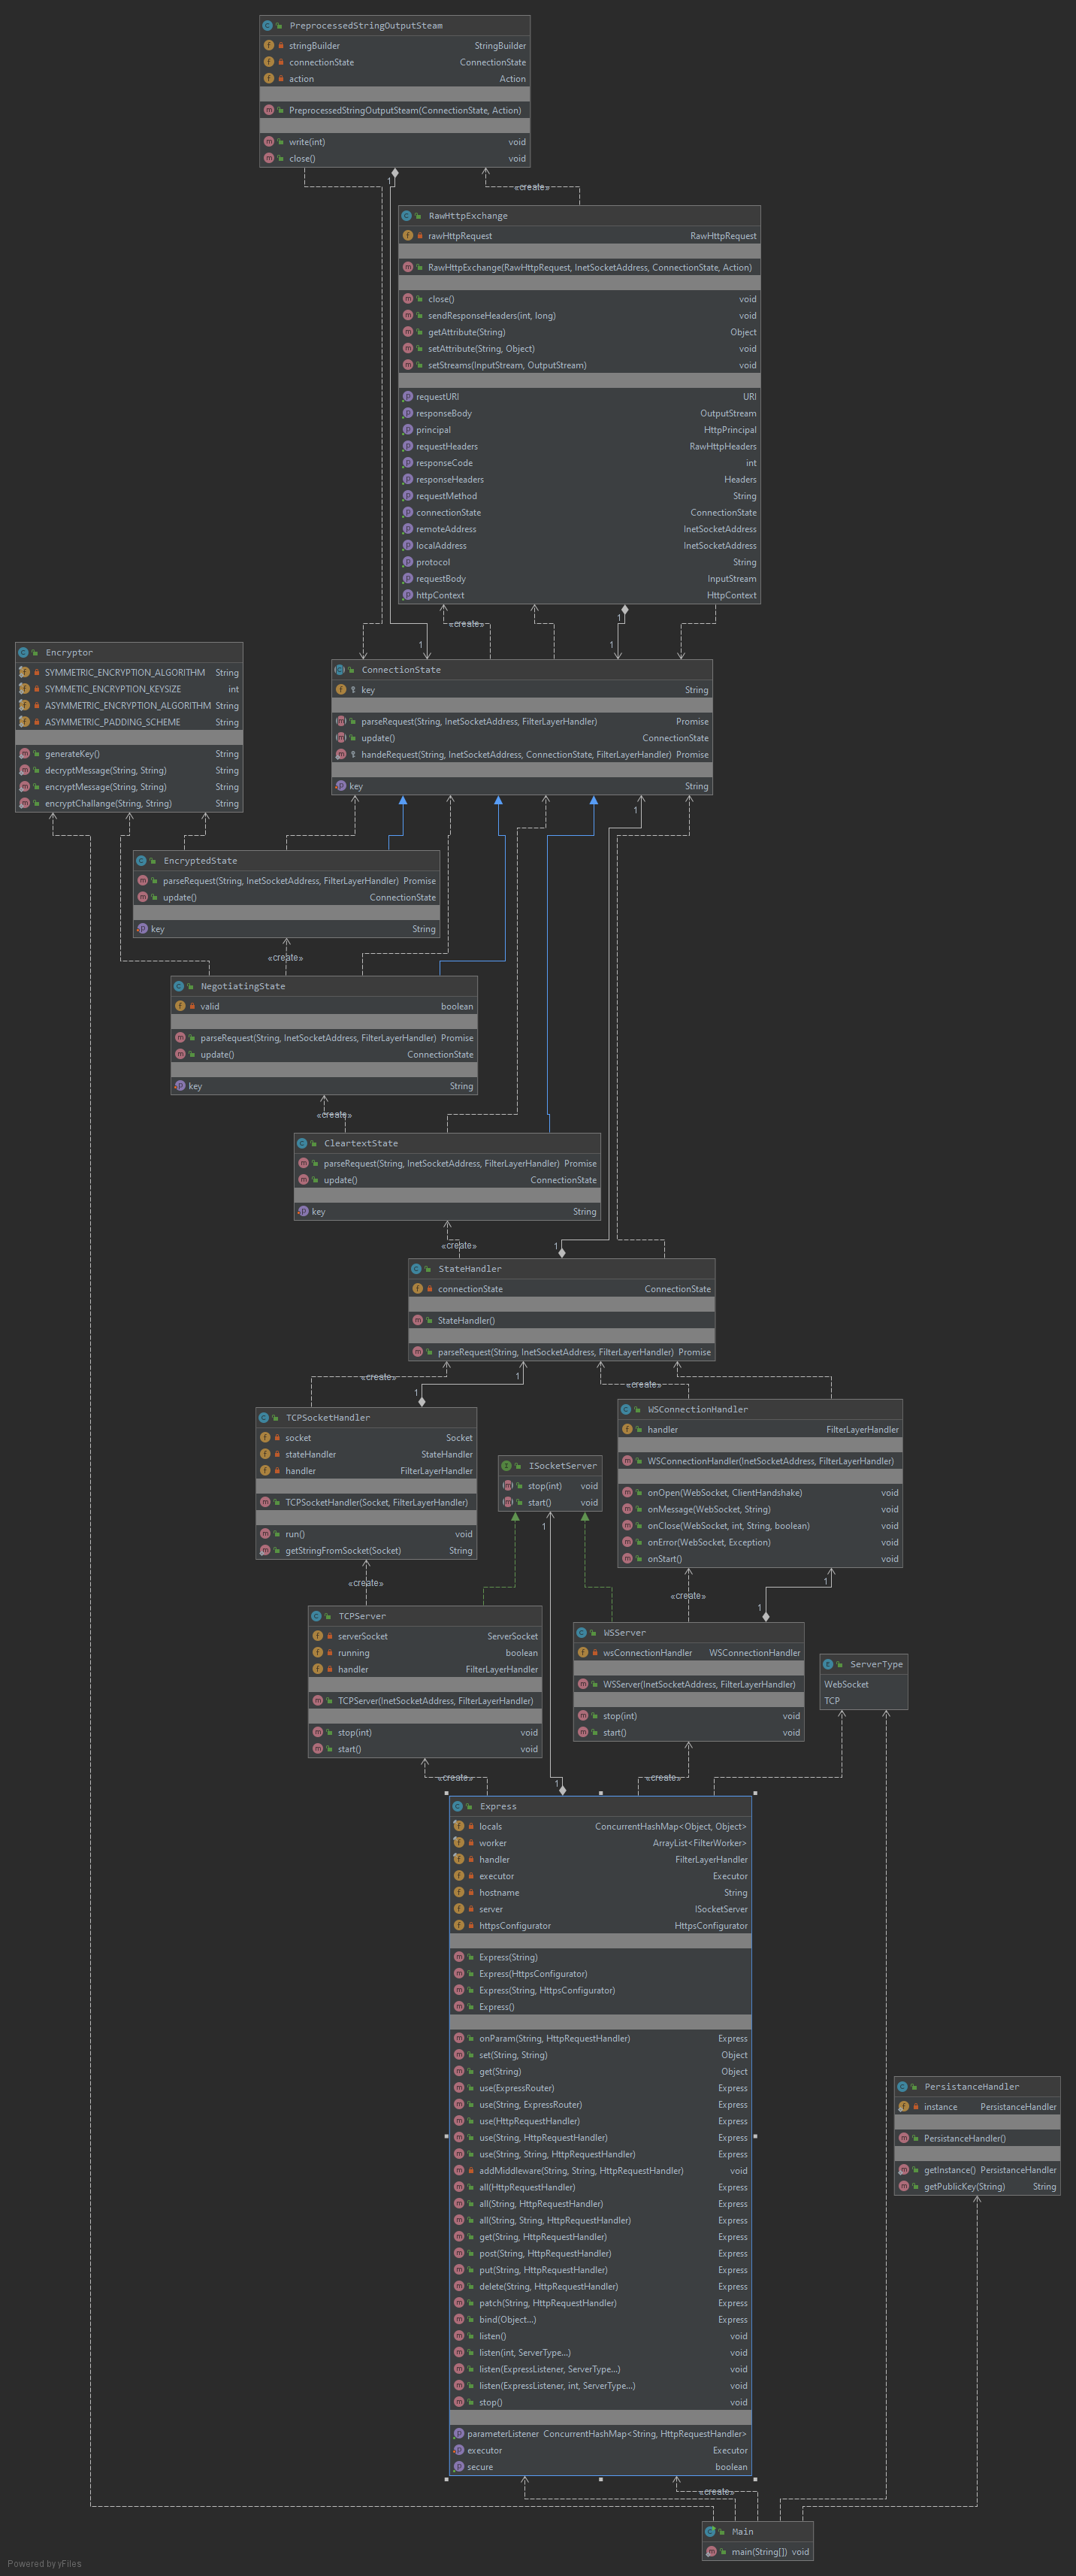 PreprocessedStringOutputSteam
stringBuilder StringBuilder
connectionState ConnectionState
action Action
PreprocessedStringOutputSteam(ConnectionState, Action)
write(int) void
close() void
1
«create»
RawHttpExchange
rawHttpRequest RawHttpRequest
RawHttpExchange(RawHttpRequest, InetSocketAddress, ConnectionState, Action)
close() void
sendResponseHeaders(int, long) void
getAttribute(String) Object
setAttribute(String, Object) void
setStreams(InputStream, OutputStream) void
requestURI URI
responseBody OutputStream
principal HttpPrincipal
requestHeaders RawHttpHeaders
responseCode int
responseHeaders Headers
requestMethod String
connectionState ConnectionState
remoteAddress InetSocketAddress
localAddress InetSocketAddress
protocol String
requestBody InputStream
httpContext HttpContext
«create»
1
1
1
Encryptor
SYMMETRIC_ENCRYPTION_ALGORITHM String
SYMMETIC_ENCRYPTION_KEYSIZE int
ASYMMETRIC_ENCRYPTION_ALGORITHM String
ASYMMETRIC_PADDING_SCHEME String
generateKey() String
decryptMessage(String, String) String
encryptMessage(String, String) String
encryptChallange(String, String) String
ConnectionState
key String
parseRequest(String, InetSocketAddress, FilterLayerHandler) Promise
update() ConnectionState
handeRequest(String, InetSocketAddress, ConnectionState, FilterLayerHandler) Promise
key String
1
EncryptedState
parseRequest(String, InetSocketAddress, FilterLayerHandler) Promise
update() ConnectionState
key String
«create»
NegotiatingState
valid boolean
parseRequest(String, InetSocketAddress, FilterLayerHandler) Promise
update() ConnectionState
key String
«create»
CleartextState
parseRequest(String, InetSocketAddress, FilterLayerHandler) Promise
update() ConnectionState
key String
«create»
1
StateHandler
connectionState ConnectionState
StateHandler()
parseRequest(String, InetSocketAddress, FilterLayerHandler) Promise
«create»
1
1
«create»
TCPSocketHandler
socket Socket
stateHandler StateHandler
handler FilterLayerHandler
TCPSocketHandler(Socket, FilterLayerHandler)
run() void
getStringFromSocket(Socket) String
ISocketServer
stop(int) void
start() void
WSConnectionHandler
handler FilterLayerHandler
WSConnectionHandler(InetSocketAddress, FilterLayerHandler)
onOpen(WebSocket, ClientHandshake) void
onMessage(WebSocket, String) void
onClose(WebSocket, int, String, boolean) void
onError(WebSocket, Exception) void
onStart() void
«create»
1
«create»
1
1
TCPServer
serverSocket ServerSocket
running boolean
handler FilterLayerHandler
TCPServer(InetSocketAddress, FilterLayerHandler)
stop(int) void
start() void
WSServer
wsConnectionHandler WSConnectionHandler
WSServer(InetSocketAddress, FilterLayerHandler)
stop(int) void
start() void
ServerType
WebSocket
TCP
«create»
1
«create»
Express
locals ConcurrentHashMap<Object, Object>
worker ArrayList<FilterWorker>
handler FilterLayerHandler
executor Executor
hostname String
server ISocketServer
httpsConfigurator HttpsConfigurator
Express(String)
Express(HttpsConfigurator)
Express(String, HttpsConfigurator)
Express()
onParam(String, HttpRequestHandler) Express
set(String, String) Object
get(String) Object
use(ExpressRouter) Express
use(String, ExpressRouter) Express
use(HttpRequestHandler) Express
use(String, HttpRequestHandler) Express
use(String, String, HttpRequestHandler) Express
addMiddleware(String, String, HttpRequestHandler) void
all(HttpRequestHandler) Express
all(String, HttpRequestHandler) Express
all(String, String, HttpRequestHandler) Express
get(String, HttpRequestHandler) Express
post(String, HttpRequestHandler) Express
put(String, HttpRequestHandler) Express
delete(String, HttpRequestHandler) Express
patch(String, HttpRequestHandler) Express
bind(Object...) Express
listen() void
listen(int, ServerType...) void
listen(ExpressListener, ServerType...) void
listen(ExpressListener, int, ServerType...) void
stop() void
parameterListener ConcurrentHashMap<String, HttpRequestHandler>
executor Executor
secure boolean
PersistanceHandler
instance PersistanceHandler
PersistanceHandler()
getInstance() PersistanceHandler
getPublicKey(String) String
«create»
Main
main(String[]) void
Powered by yFiles